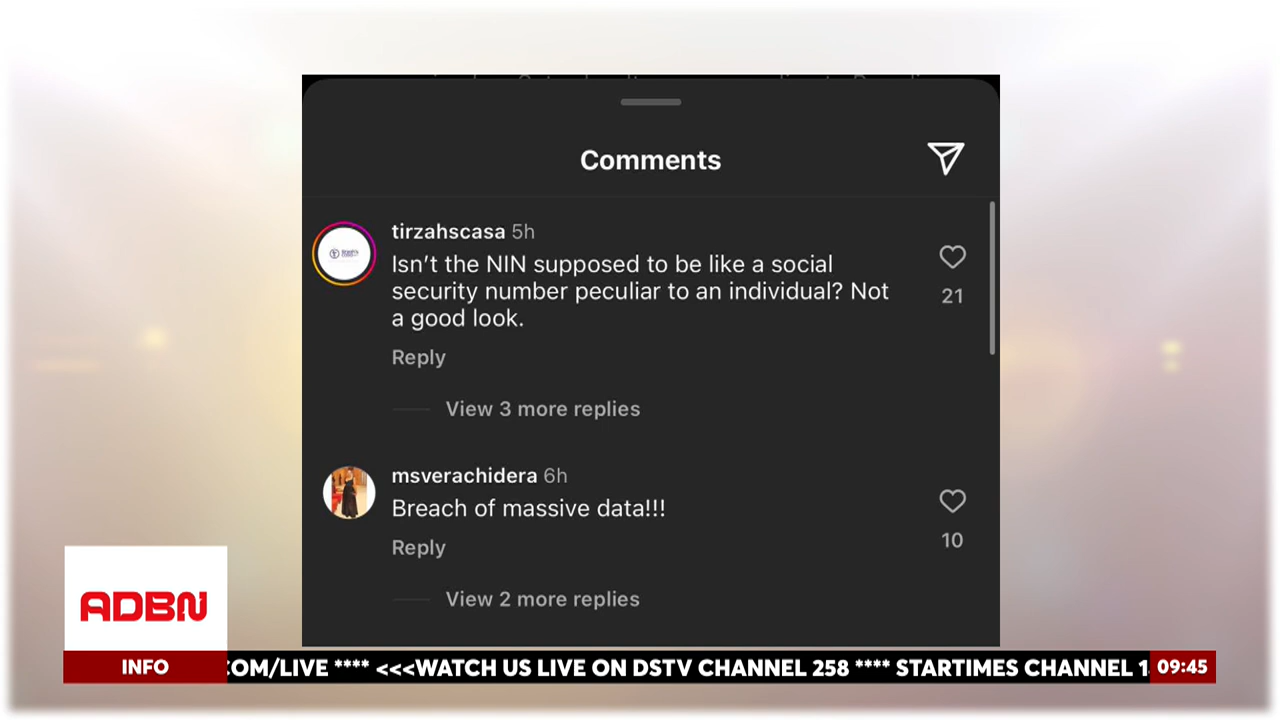 Comments
tirzahscasa 5h
Isn't the NIN supposed to be like a social
security number peculiar to an individual? Not
a good look.
21
Reply
View 3 more replies
msverachidera 6h
Breach of massive data!!!
10
Reply
View 2 more replies
ADBN
INFO
.COM/LIVE **** <<<WATCH US LIVE ON DSTV CHANNEL 258 **** STARTIMES CHANNEL
09:45